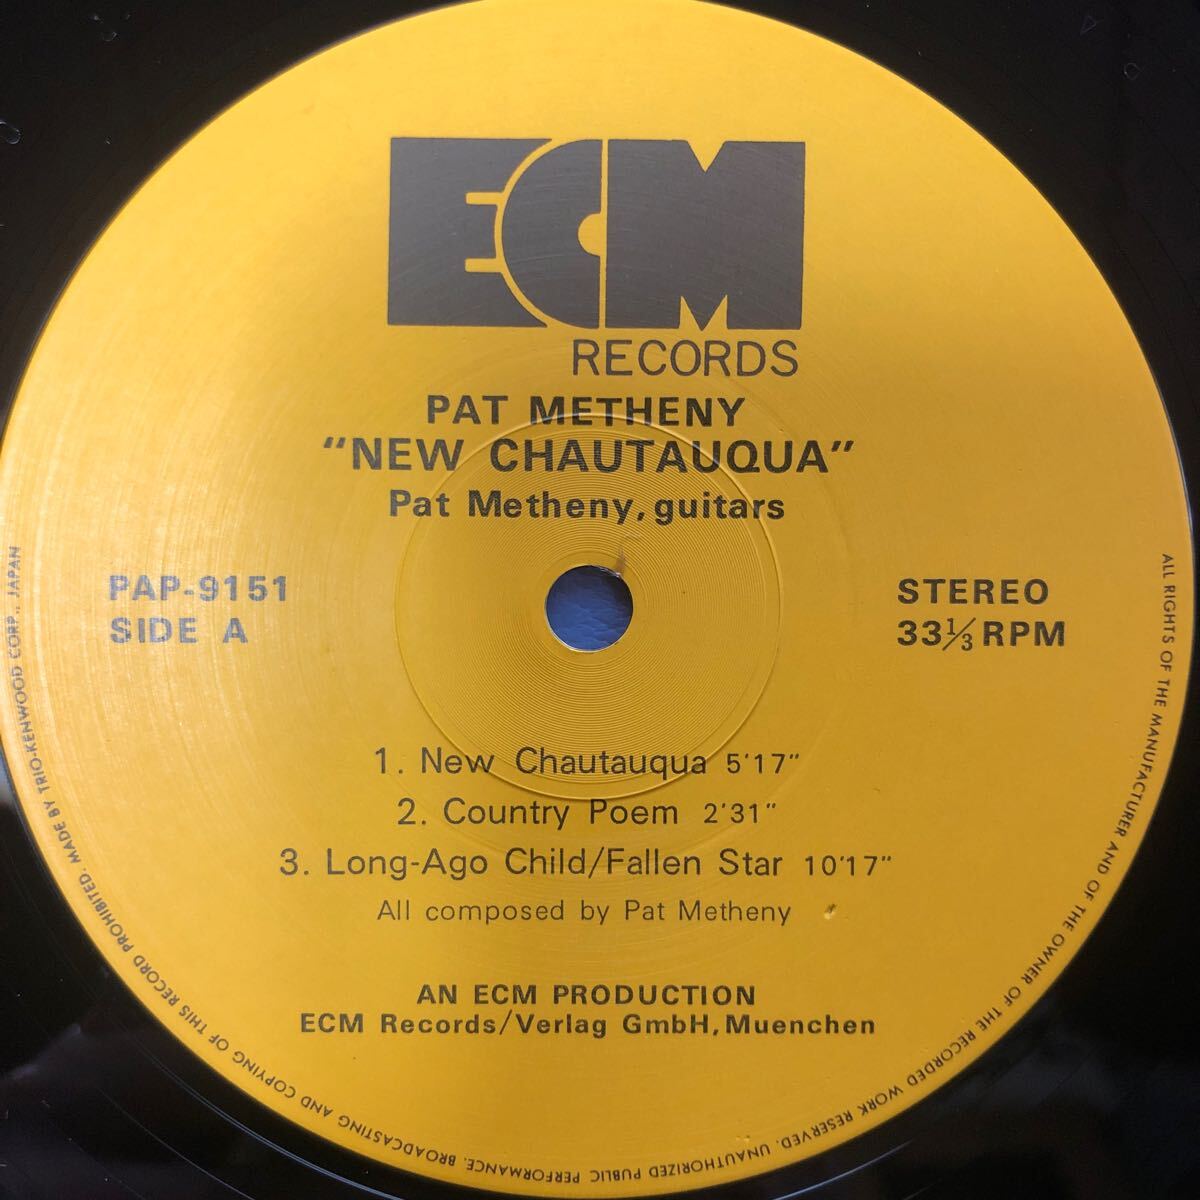 ECM
RECORDS
PAT METHENY
"NEW CHAUTAUQUA"
Pat Metheny, guitars
PAP-9151
SIDE A
STEREO
33 1/3 RPM
1. New Chautauqua 5'17"
2. Country Poem 2'31"
3. Long-Ago Child/Fallen Star 10'17"
All composed by Pat Metheny
AN ECM PRODUCTION
ECM Records/Verlag GmbH, Muenchen
ALL RIGHTS OF THE MANUFACTURER AND OF THE OWNER OF THE RECORDED WORK RESERVED. UNAUTHORIZED PUBLIC PERFORMANCE. BROADCASTING AND COPYING OF THIS RECORD PROHIBITED. MADE BY TRIO-KENWOOD CORP., JAPAN